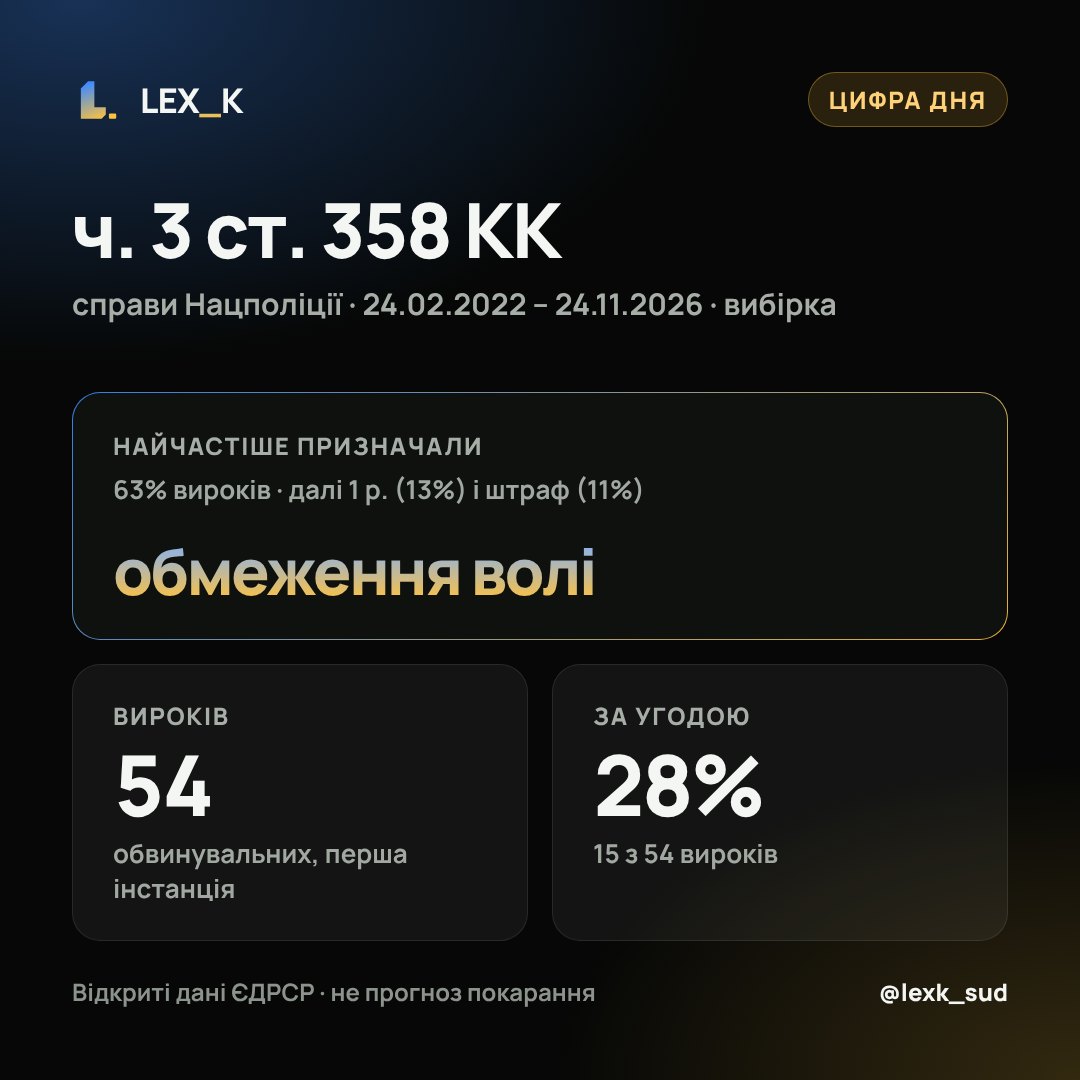 LEX_K
ЦИФРА ДНЯ
ч. 3 ст. 358 КК
справи Нацполіції · 24.02.2022 – 24.11.2026 · вибірка
НАЙЧАСТІШЕ ПРИЗНАЧАЛИ
63% вироків · далі 1 р. (13%) і штраф (11%)
обмеження волі
ВИРОКІВ
54
обвинувальних, перша
інстанція
ЗА УГОДОЮ
28%
15 з 54 вироків
Відкриті дані ЄДРСР · не прогноз покарання
@lexk_sud